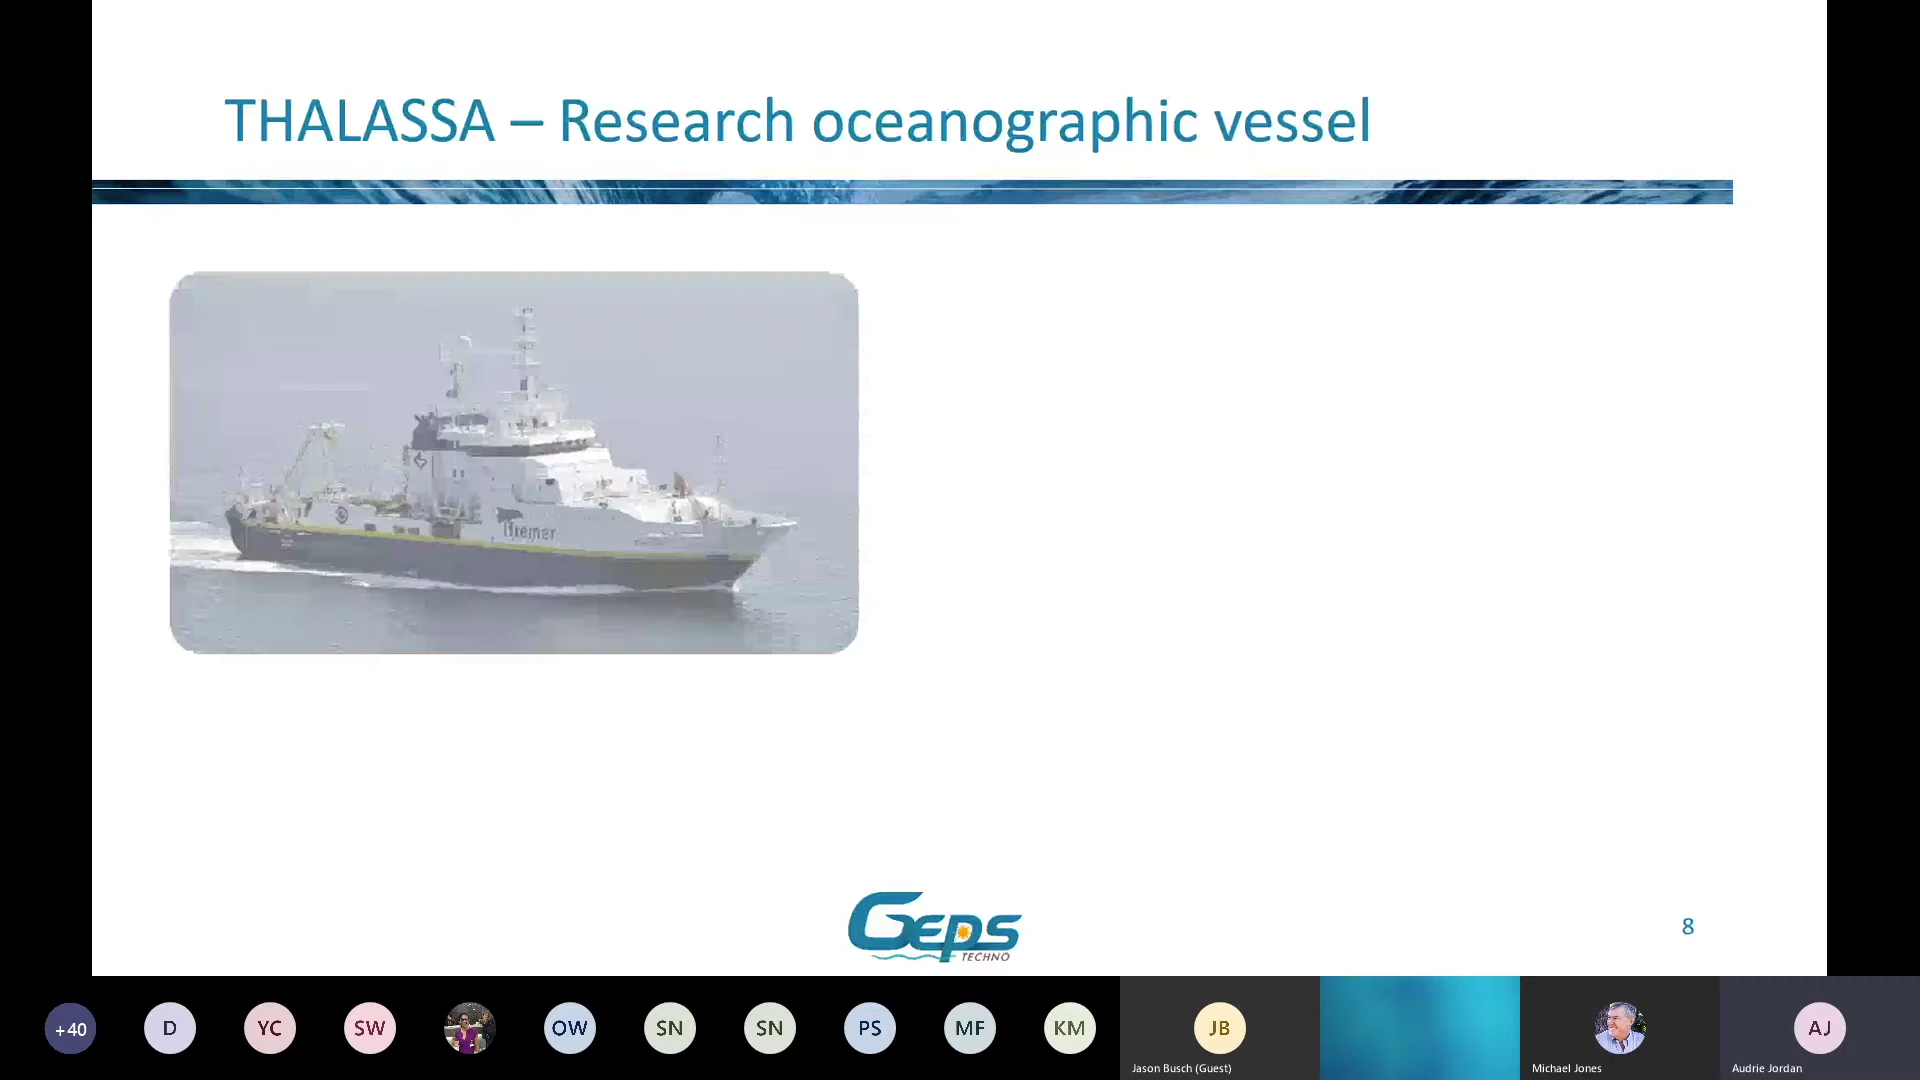 THALASSA – Research oceanographic vessel
Ifremer
GEPS
TECHNO
8
+40
D
YC
SW
OW
SN
SN
PS
MF
KM
JB
AJ
Jason Busch (Guest)
Michael Jones
Audrie Jordan